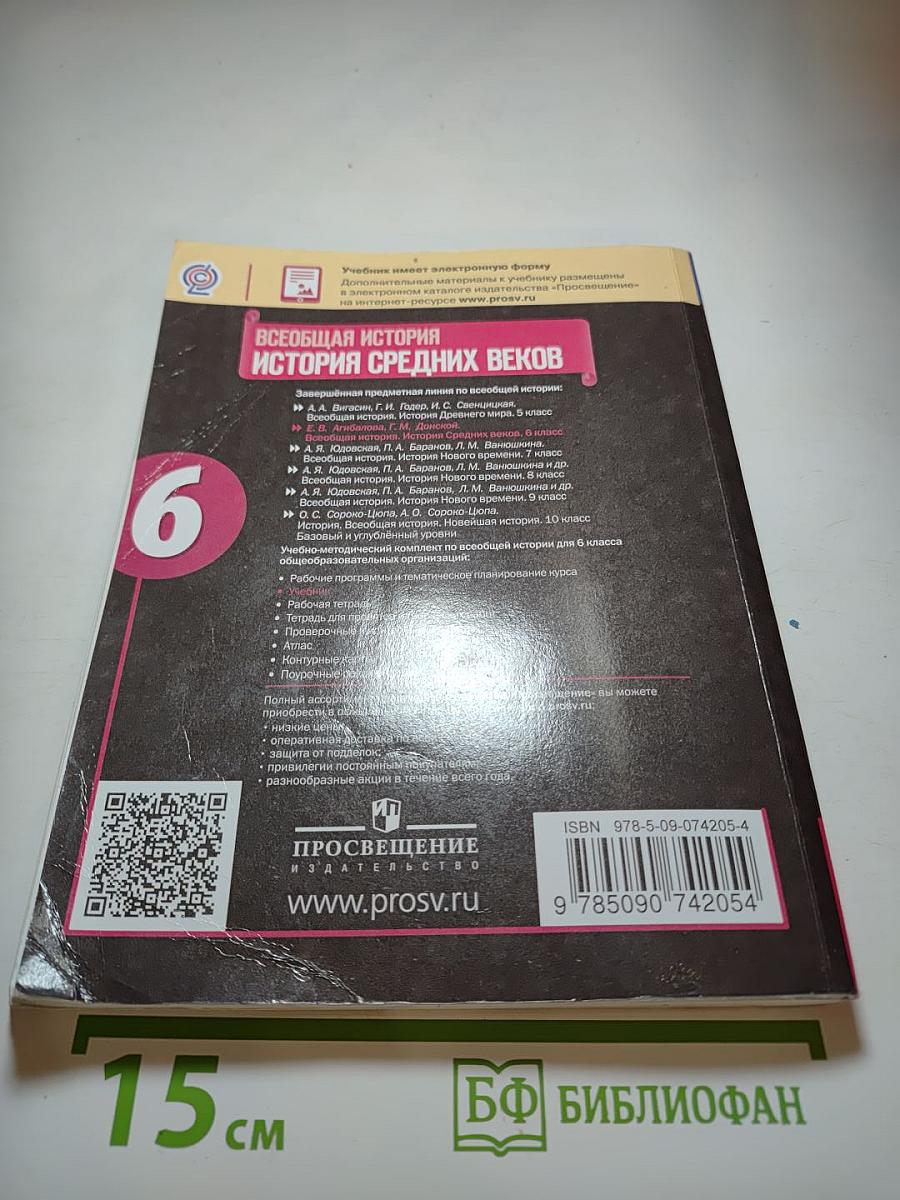 Учебник имеет электронную форму
Дополнительные материалы к учебнику размещены
в электронном каталоге издательства «Просвещение»
на интернет-ресурсе www.prosv.ru
ВСЕОБЩАЯ ИСТОРИЯ
ИСТОРИЯ СРЕДНИХ ВЕКОВ
Завершённая предметная линия по всеобщей истории:
А.А. Вигасин, Г.И. Годер, И.С. Свенцицкая.
Всеобщая история. История Древнего мира. 5 класс
Е.В. Агибалова, Г.М. Донской.
Всеобщая история. История Средних веков. 6 класс
А.Я. Юдовская, П.А. Баранов, Л.М. Ванюшкина.
Всеобщая история. История Нового времени. 7 класс
А.Я. Юдовская, П.А. Баранов, Л.М. Ванюшкина и др.
Всеобщая история. История Нового времени. 8 класс
А.Я. Юдовская, П.А. Баранов, Л.М. Ванюшкина и др.
Всеобщая история. История Нового времени. 9 класс
О.С. Сороко-Цюпа, А.О. Сороко-Цюпа.
История. Всеобщая история. Новейшая история. 10 класс
Базовый и углублённый уровни
6
Учебно-методический комплект по всеобщей истории для 6 класса
общеобразовательных организаций:
• Рабочие программы и тематическое планирование курса
• Учебник
• Рабочая тетрадь
• Тетрадь для
• Проверочные
• Атлас
• Контурные карты
• Поурочные
Полный вы можете
приобрести в prosv.ru:
• низкие цены;
• оперативная доставка по
• защита от подделок;
• привилегии постоянным покупателям;
• разнообразные акции в течение всего года.
ИП
ПРОСВЕЩЕНИЕ
ИЗДАТЕЛЬСТВО
www.prosv.ru
ISBN 978-5-09-074205-4
9 785090 742054
15 см
БФ БИБЛИОФАН